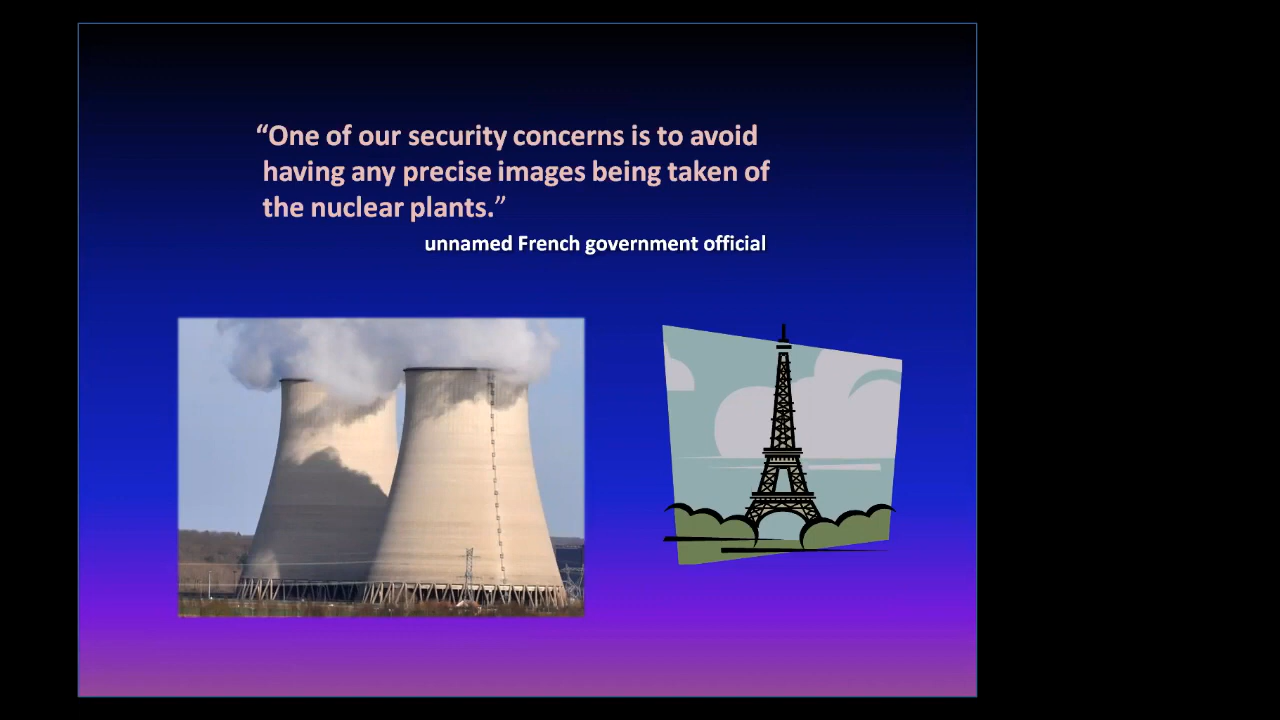 “One of our security concerns is to avoid
having any precise images being taken of
the nuclear plants.”
unnamed French government official